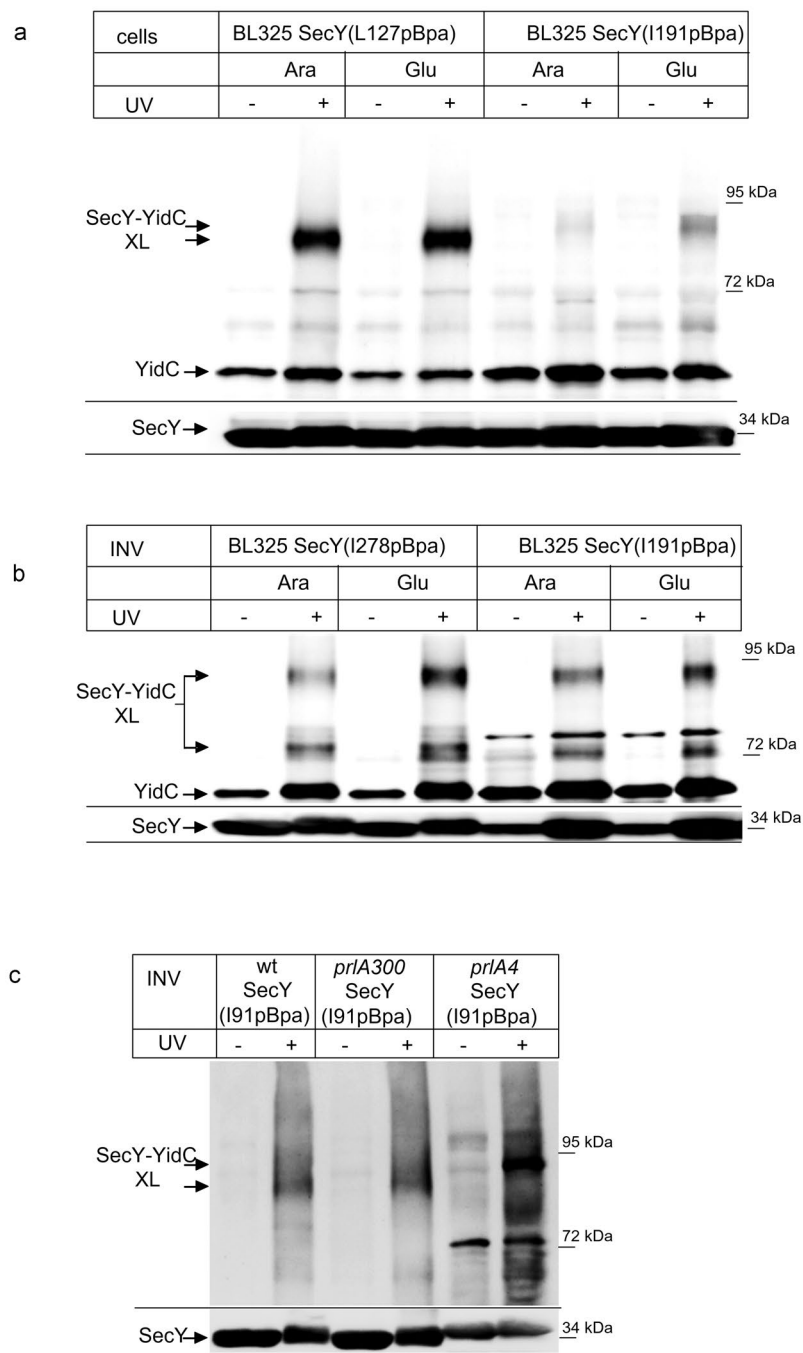 a
cells BL325 SecY(L127pBpa) BL325 SecY(I191pBpa)
Ara Glu Ara Glu
UV - + - + - + - +
95 kDa
SecY-YidC
XL
72 kDa
YidC
34 kDa
SecY
b
INV BL325 SecY(I278pBpa) BL325 SecY(I191pBpa)
Ara Glu Ara Glu
UV - + - + - + - +
95 kDa
SecY-YidC
XL
72 kDa
YidC
34 kDa
SecY
c
INV wt prlA300 prlA4
SecY SecY SecY
(I91pBpa) (I91pBpa) (I91pBpa)
UV - + - + - +
95 kDa
SecY-YidC
XL
72 kDa
34 kDa
SecY